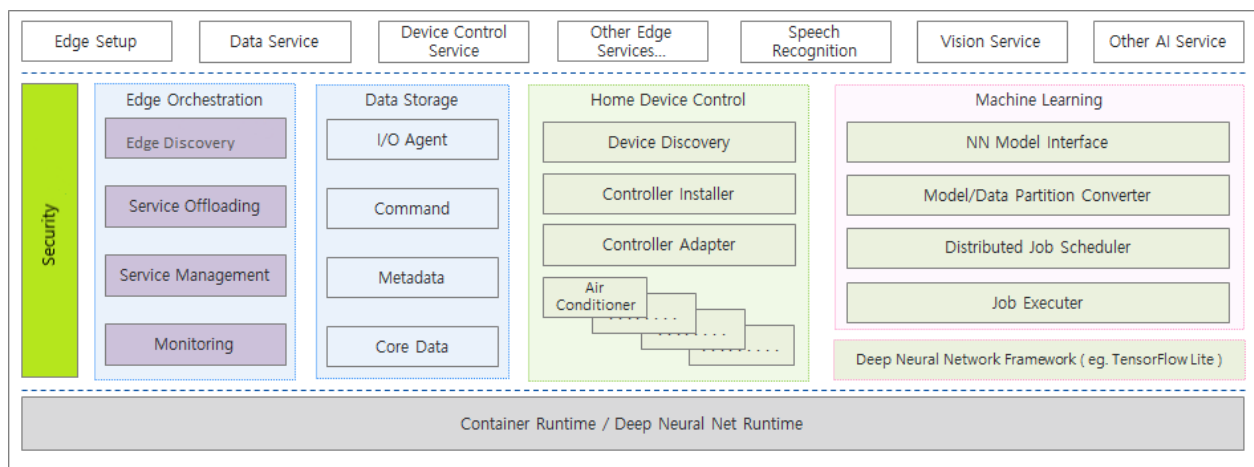 Edge Setup
Data Service
Device Control
Service
Other Edge
Services...
Speech
Recognition
Vision Service
Other AI Service
Security
Edge Orchestration
Edge Discovery
Service Offloading
Service Management
Monitoring
Data Storage
I/O Agent
Command
Metadata
Core Data
Home Device Control
Device Discovery
Controller Installer
Controller Adapter
Air
Conditioner
. . . . . . . .
. . . . . . . .
. . . . . . . . .
Machine Learning
NN Model Interface
Model/Data Partition Converter
Distributed Job Scheduler
Job Executer
Deep Neural Network Framework ( eg. TensorFlow Lite )
Container Runtime / Deep Neural Net Runtime